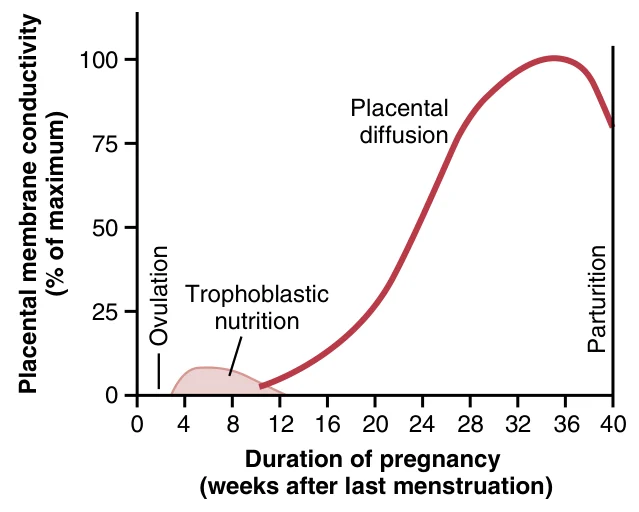 Placental membrane conductivity
(% of maximum)
100
75
50
25
0
Placental
diffusion
Ovulation
Trophoblastic
nutrition
Parturition
0 4 8 12 16 20 24 28 32 36 40
Duration of pregnancy
(weeks after last menstruation)